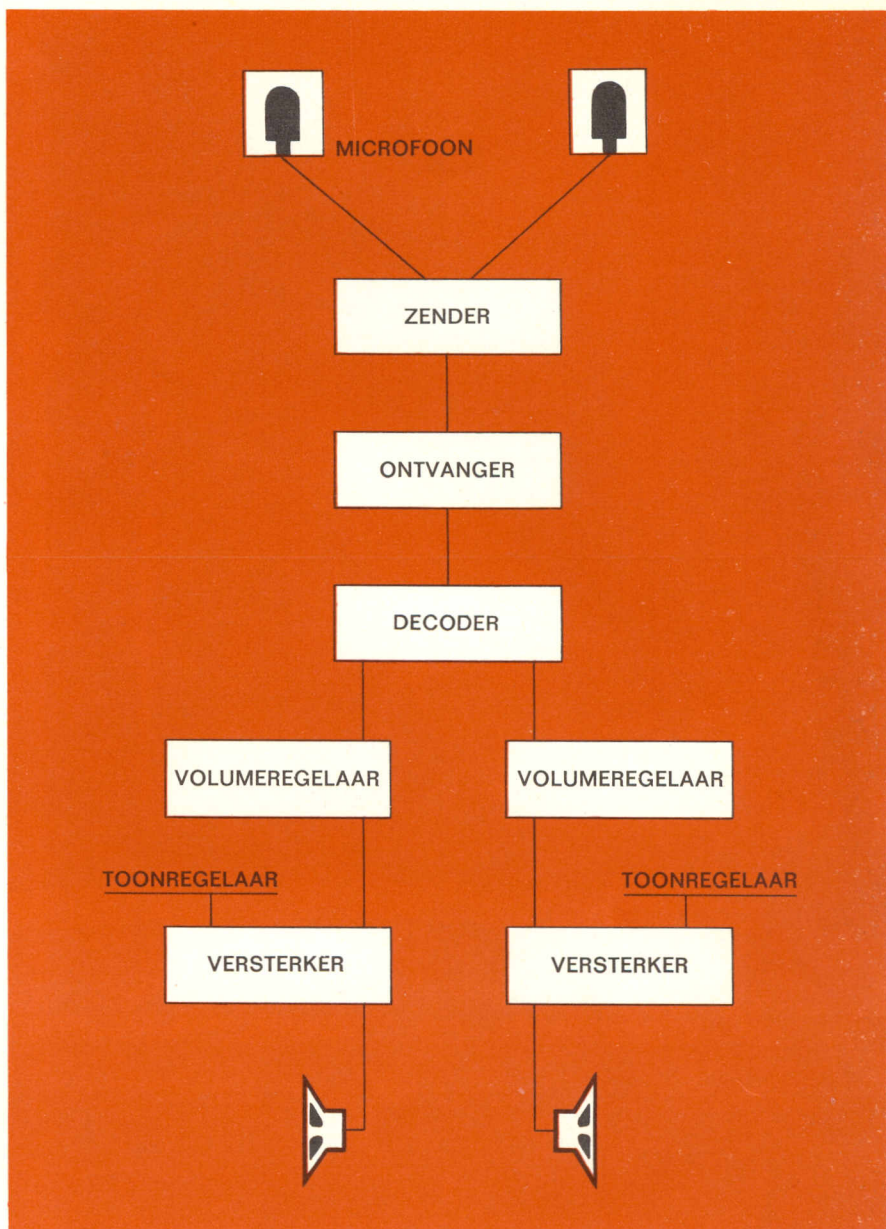 MICROFOON
ZENDER
ONTVANGER
DECODER
VOLUMEREGELAAR
VOLUMEREGELAAR
TOONREGELAAR
TOONREGELAAR
VERSTERKER
VERSTERKER